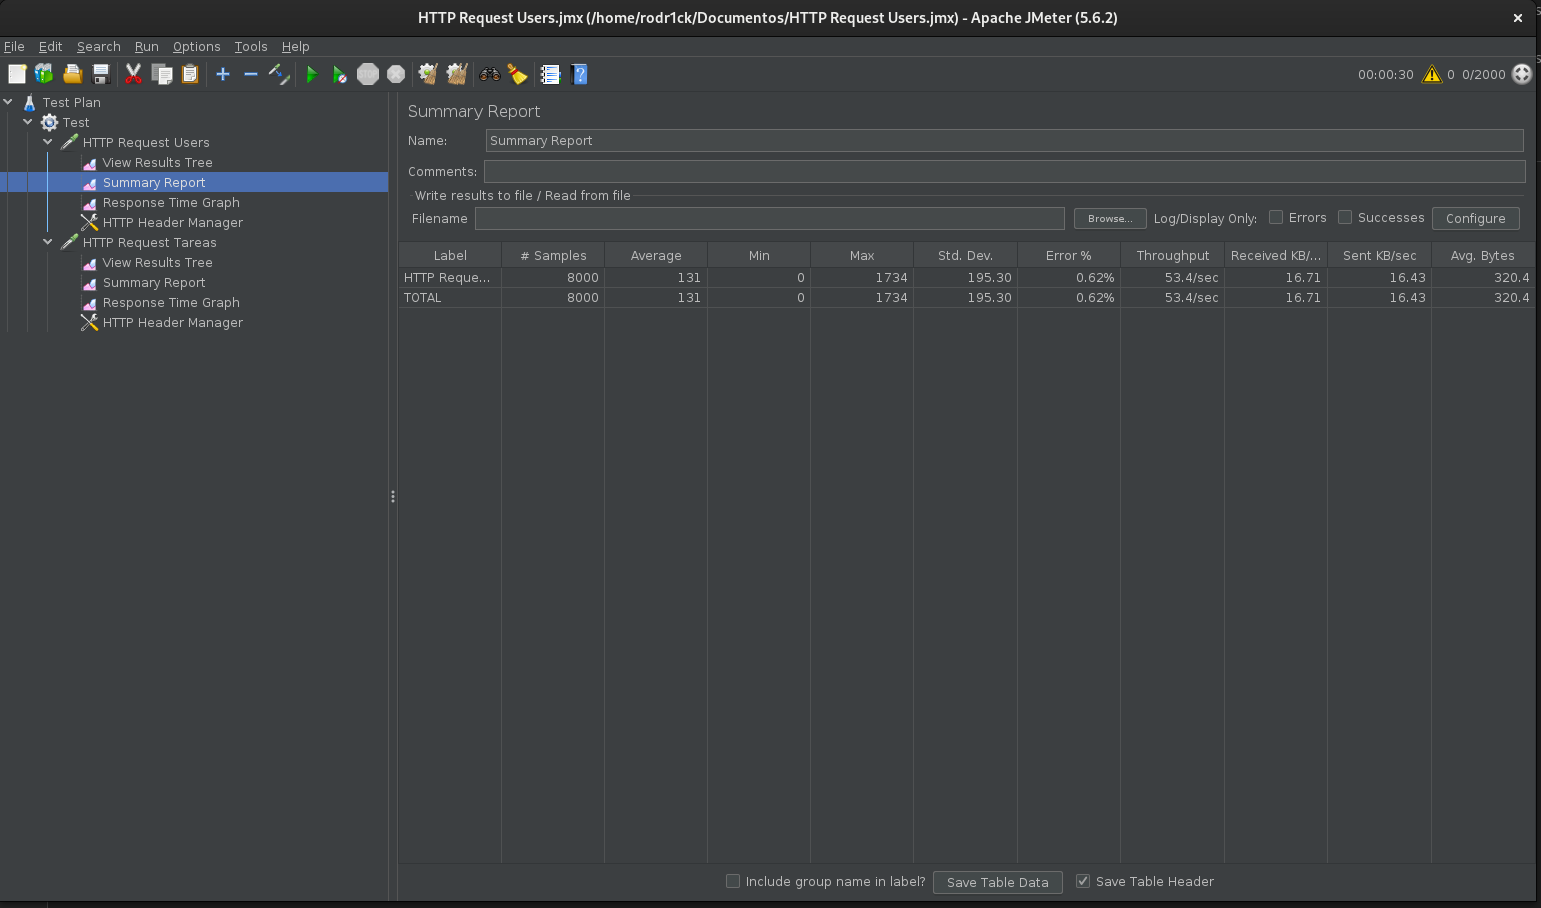 HTTP Request Users.jmx (/home/rodr1ck/Documentos/HTTP Request Users.jmx) - Apache JMeter (5.6.2)
File Edit Search Run Options Tools Help
00:00:30 0 0/2000
Test Plan
Test
HTTP Request Users
View Results Tree
Summary Report
Response Time Graph
HTTP Header Manager
HTTP Request Tareas
View Results Tree
Summary Report
Response Time Graph
HTTP Header Manager
Summary Report
Name: Summary Report
Comments:
Write results to file / Read from file
Filename Browse... Log/Display Only: Errors Successes Configure
Label # Samples Average Min Max Std. Dev. Error % Throughput Received KB/... Sent KB/sec Avg. Bytes
HTTP Reque... 8000 131 0 1734 195.30 0.62% 53.4/sec 16.71 16.43 320.4
TOTAL 8000 131 0 1734 195.30 0.62% 53.4/sec 16.71 16.43 320.4
Include group name in label? Save Table Data Save Table Header